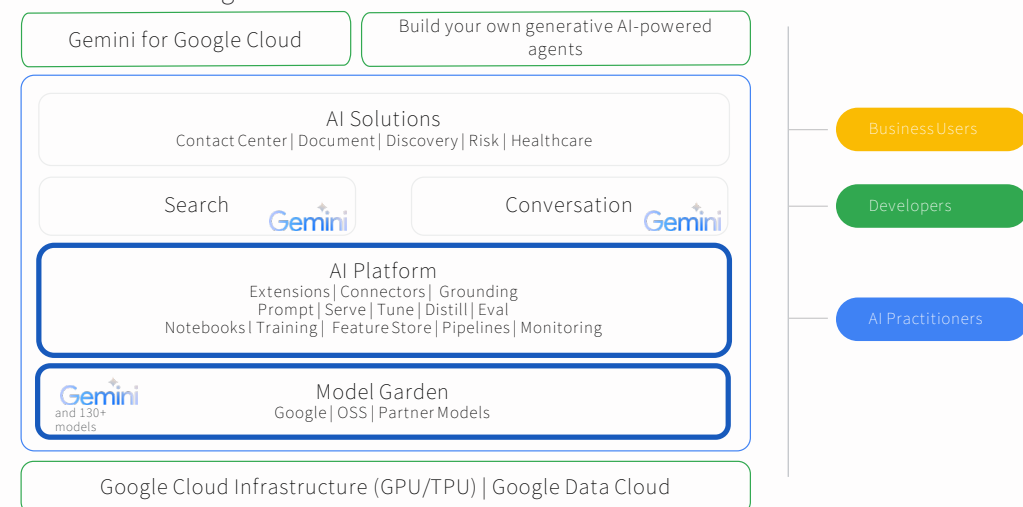 Gemini for Google Cloud
Build your own generative AI-powered
agents
AI Solutions
Contact Center | Document | Discovery | Risk | Healthcare
Search
Gemini
Conversation
Gemini
AI Platform
Extensions | Connectors | Grounding
Prompt | Serve | Tune | Distill | Eval
Notebooks l Training | Feature Store | Pipelines | Monitoring
Gemini
and 130+
models
Model Garden
Google | OSS | Partner Models
Google Cloud Infrastructure (GPU/TPU) | Google Data Cloud
Business Users
Developers
AI Practitioners